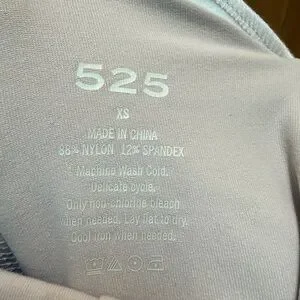 525
XS
MADE IN CHINA
88% NYLON 12% SPANDEX
Machine Wash Cold.
Delicate cycle.
Only non-chlorine bleach
when needed. Lay flat to dry.
Cool iron when needed.